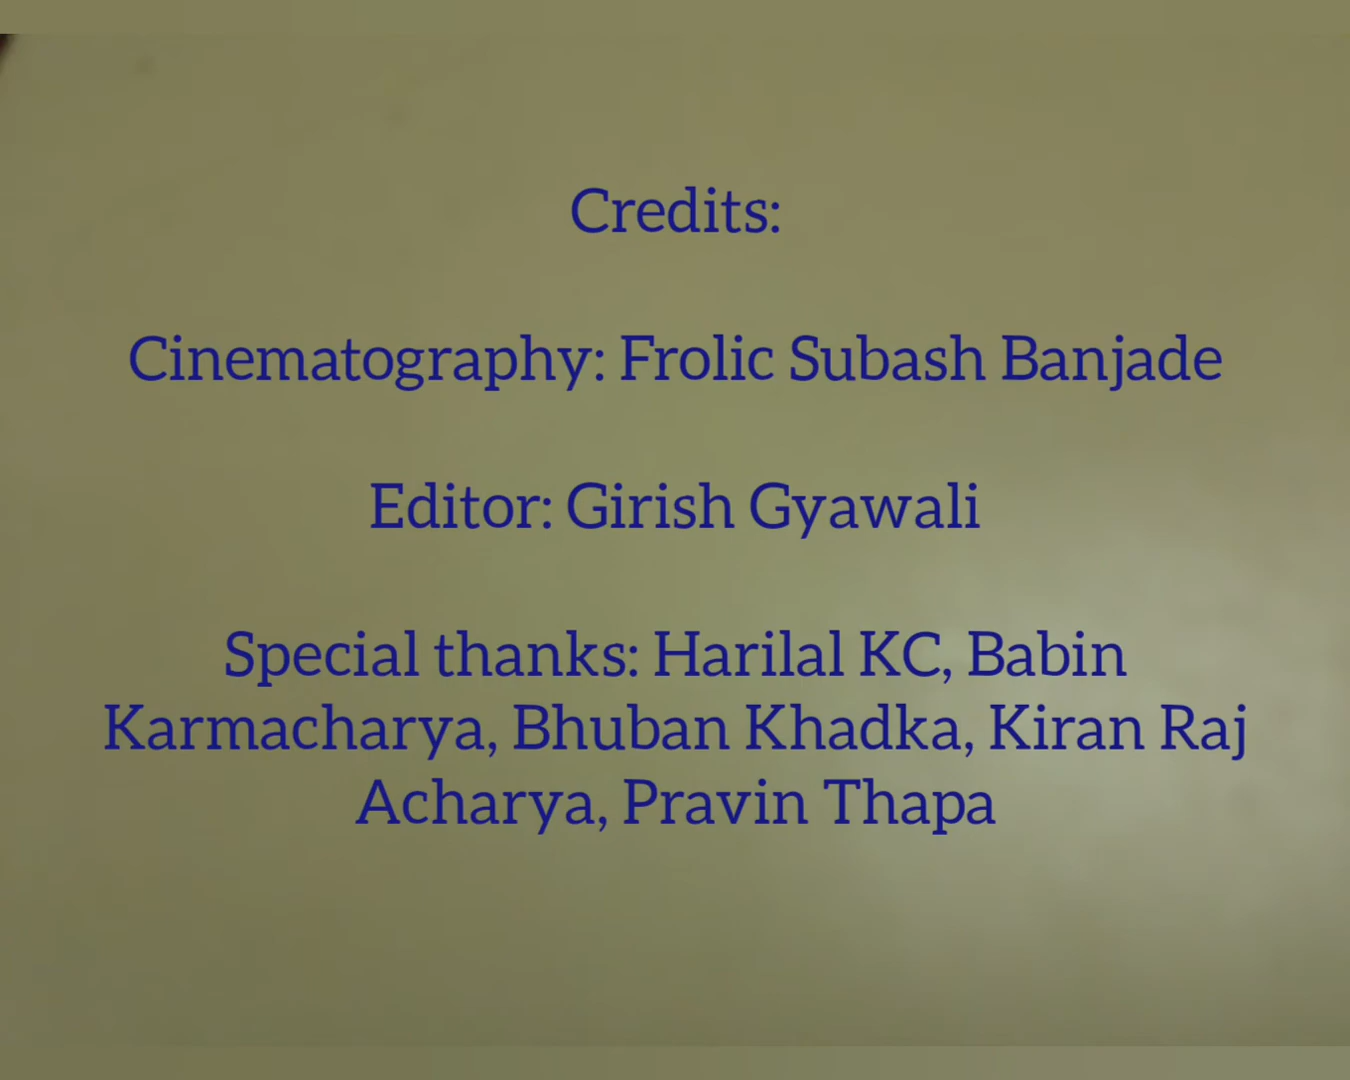 Credits:
Cinematography: Frolic Subash Banjade
Editor: Girish Gyawali
Special thanks: Harilal KC, Babin
Karmacharya, Bhuban Khadka, Kiran Raj
Acharya, Pravin Thapa